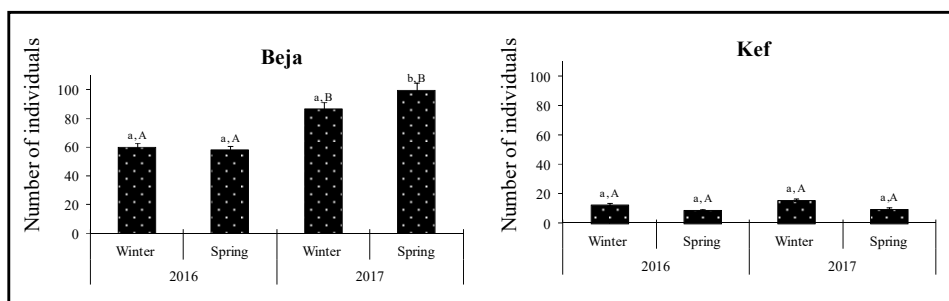 Beja
Number of individuals
100
80
60
40
20
0
a, A
a, A
a, B
b, B
Winter
Spring
Winter
Spring
2016
2017
Kef
Number of individuals
100
80
60
40
20
0
a, A
a, A
a, A
a, A
Winter
Spring
Winter
Spring
2016
2017